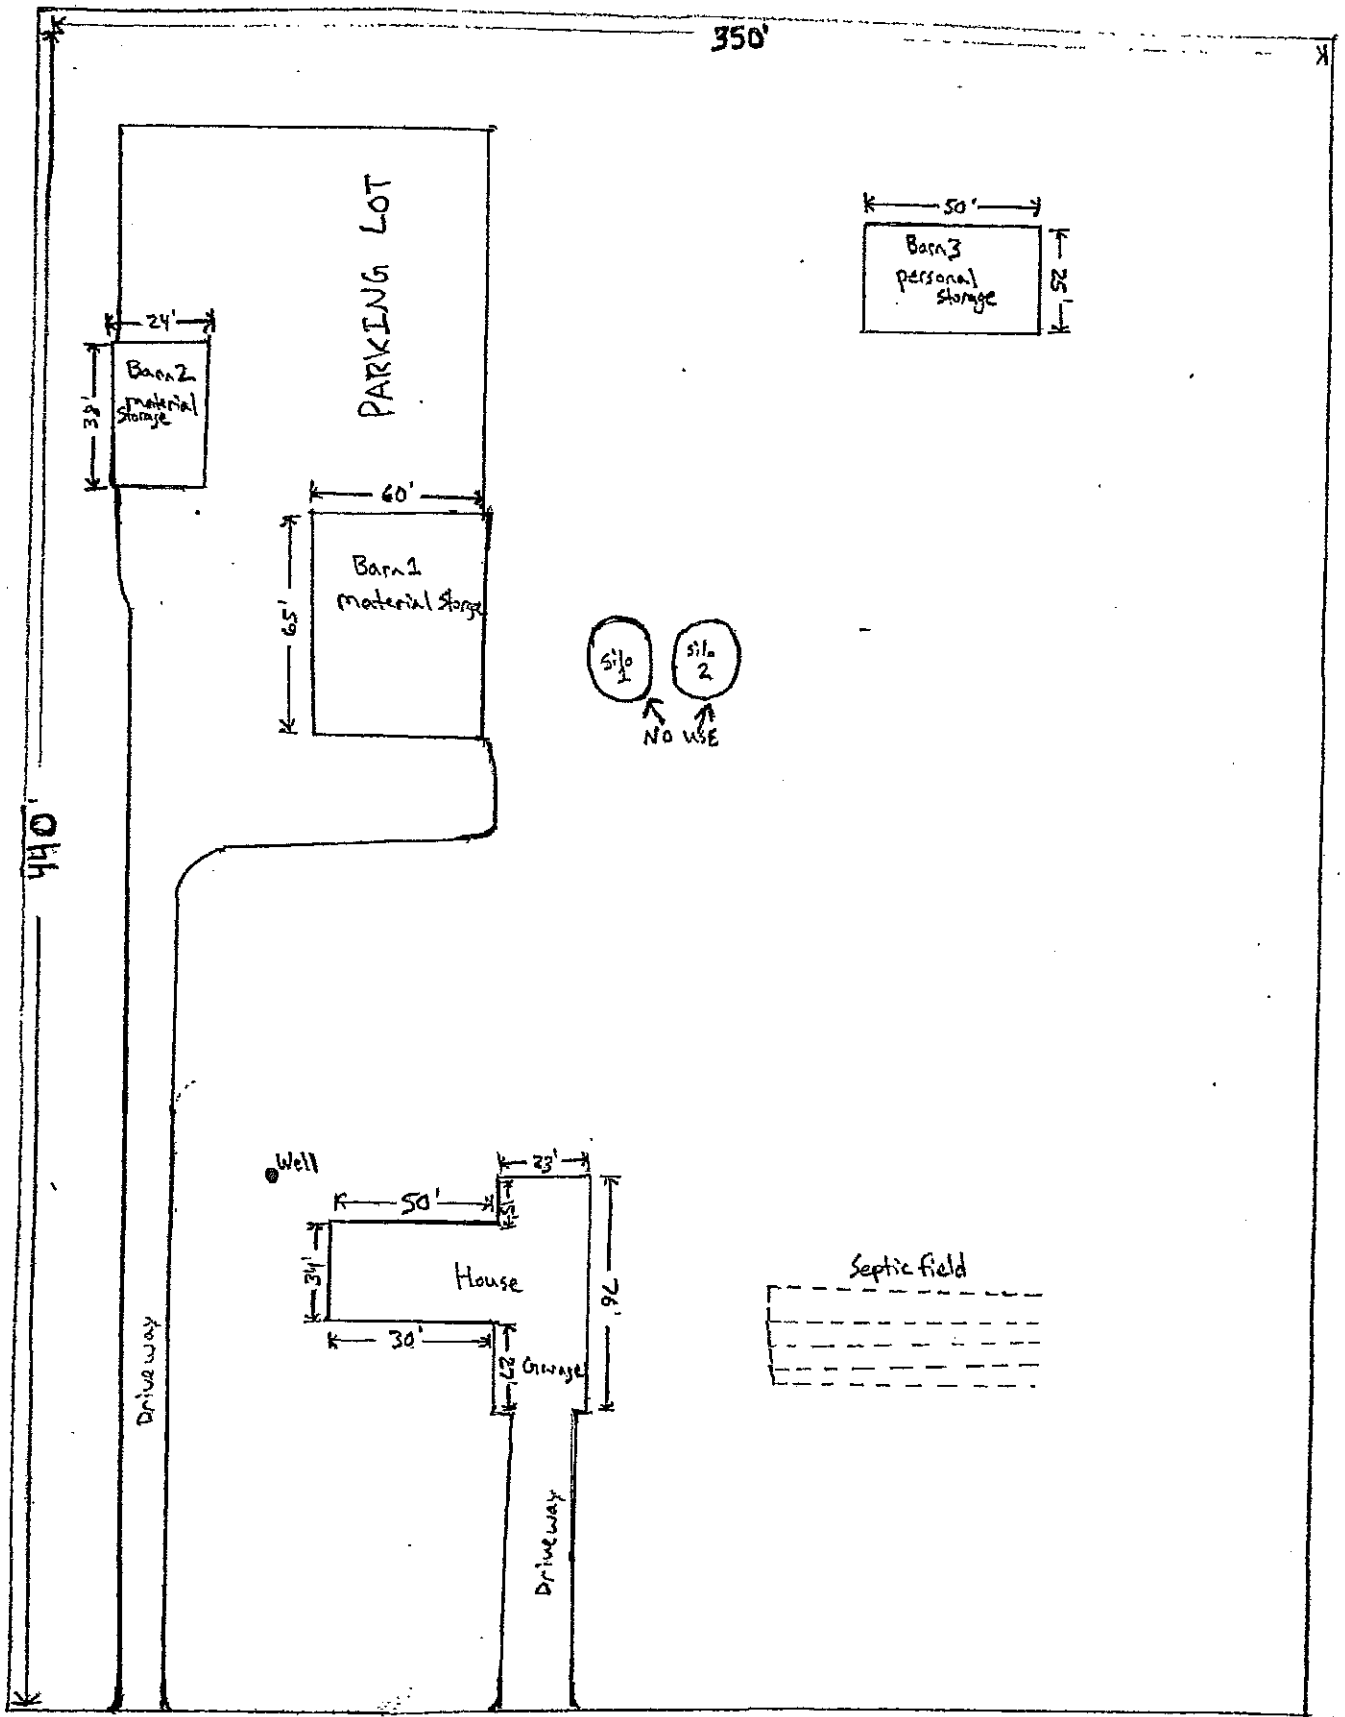 350'
PARKING LOT
50'
Barn 3
personal
storage
25'
24'
Barn 2
material
storage
38'
60'
Barn 1
material Storge
65'
silo
1
silo
2
NO USE
440'
Well
23'
50'
15'
34'
House
76'
Septic field
30'
27'
Garage
Driveway
Driveway